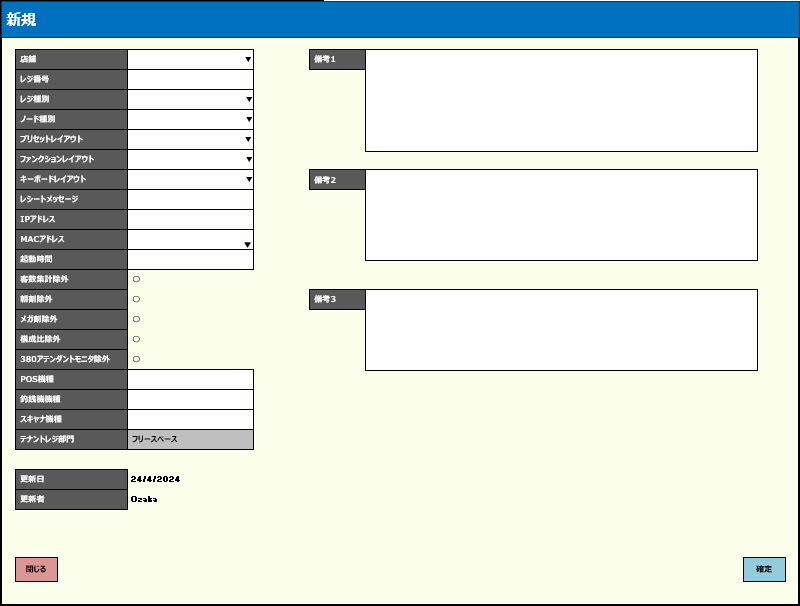 新規
店舗
レジ番号
レジ種別
ノード種別
プリセットレイアウト
ファンクションレイアウト
キーボードレイアウト
レシートメッセージ
IPアドレス
MACアドレス
起動時間
客数集計除外
朝割除外
メガ割除外
構成比除外
380アテンダントモニタ除外
POS機種
釣銭機機種
スキャナ機種
テナントレジ部門 フリースペース
更新日 24/4/2024
更新者 Ozaka
備考1
備考2
備考3
閉じる
確定